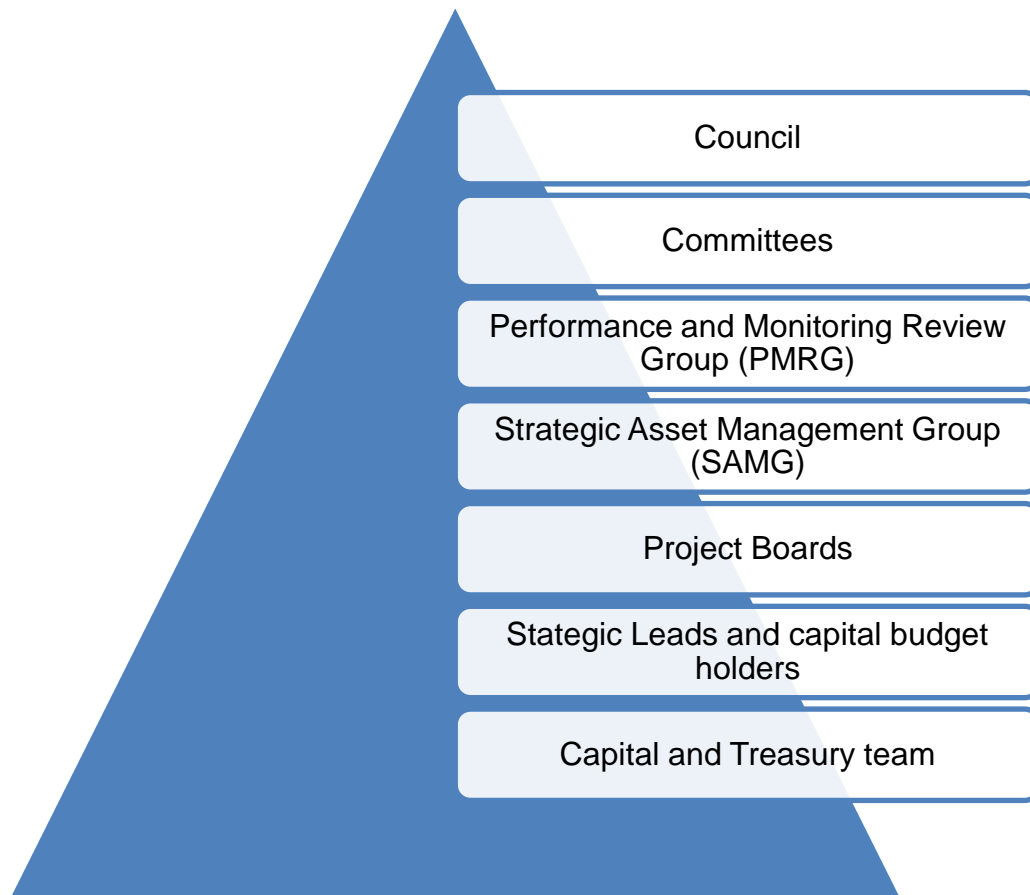 Council
Committees
Performance and Monitoring Review
Group (PMRG)
Strategic Asset Management Group
(SAMG)
Project Boards
Stategic Leads and capital budget
holders
Capital and Treasury team